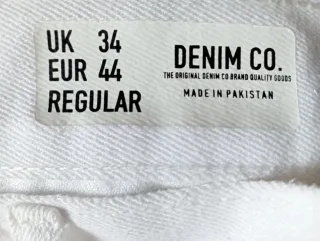 UK 34
EUR 44
REGULAR
DENIM CO.
THE ORIGINAL DENIM CO BRAND QUALITY GOODS
MADE IN PAKISTAN